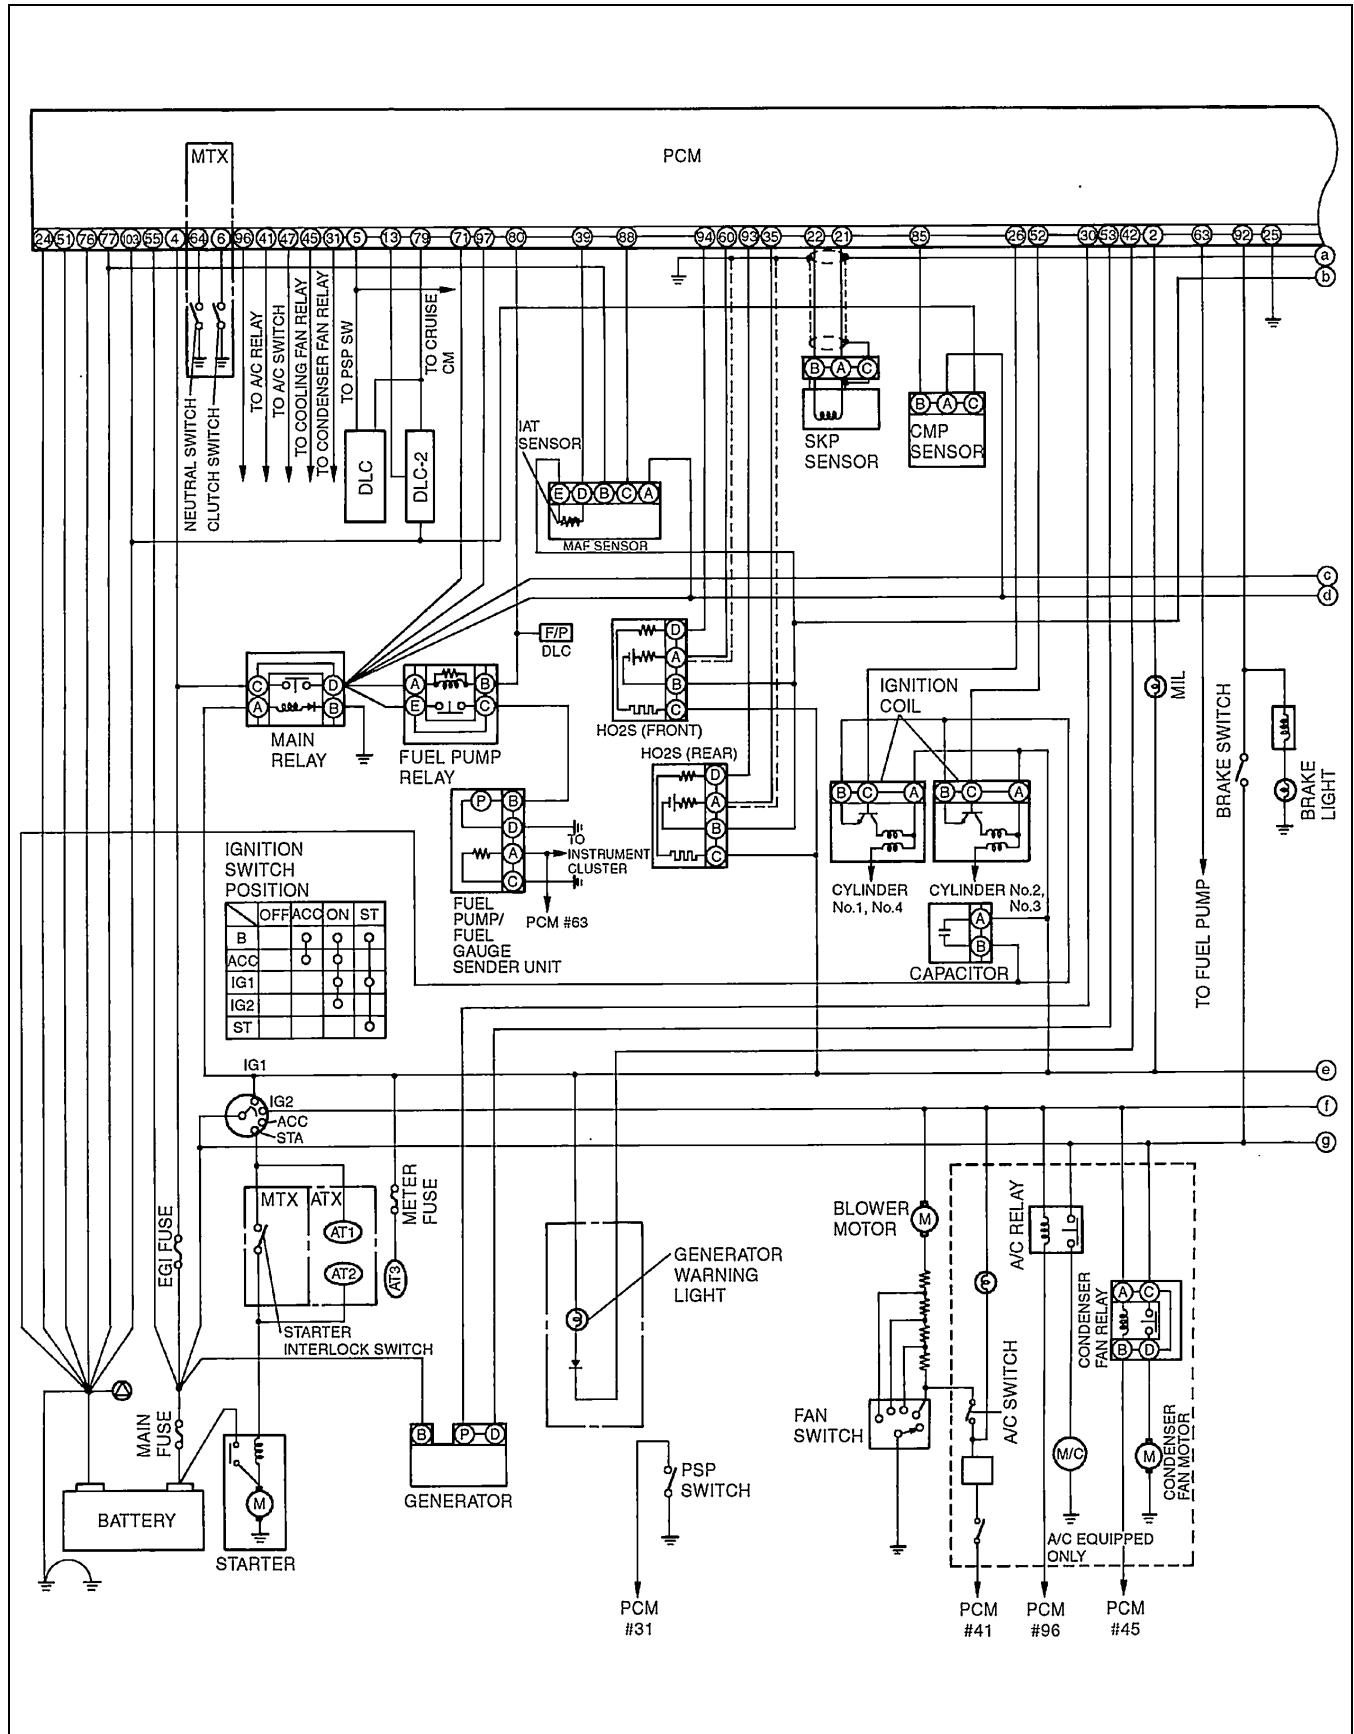 MTX
PCM
24 51 76 77 103 55 4 64 6 96 41 47 45 31 5 13 79 71 97 80 39 88 94 60 93 35 22 21 85 26 52 30 53 42 2 63 92 25
a
b
NEUTRAL SWITCH
CLUTCH SWITCH
TO A/C RELAY
TO A/C SWITCH
TO COOLING FAN RELAY
TO CONDENSER FAN RELAY
TO PSP SW
TO CRUISE
CM
DLC
DLC-2
IAT
SENSOR
E D B C A
MAF SENSOR
B A C
SKP
SENSOR
B A C
CMP
SENSOR
c
d
F/P
DLC
C D
A B
MAIN
RELAY
A B
E C
FUEL PUMP
RELAY
D
A
B
C
HO2S (FRONT)
HO2S (REAR)
D
A
B
C
IGNITION
COIL
B C A
B C A
CYLINDER
No.1, No.4
CYLINDER No.2,
No.3
A
B
CAPACITOR
MIL
BRAKE SWITCH
BRAKE
LIGHT
TO FUEL PUMP
P B
D
A
C
TO
INSTRUMENT
CLUSTER
PCM #63
FUEL
PUMP/
FUEL
GAUGE
SENDER UNIT
IGNITION
SWITCH
POSITION
OFF ACC ON ST
B
ACC
IG1
IG2
ST
IG1
IG2
ACC
STA
e
f
g
EGI FUSE
MTX ATX
AT1
AT2
AT3
METER
FUSE
STARTER
INTERLOCK SWITCH
MAIN
FUSE
BATTERY
M
STARTER
B P D
GENERATOR
GENERATOR
WARNING
LIGHT
PSP
SWITCH
PCM
#31
BLOWER
MOTOR
M
FAN
SWITCH
A/C RELAY
A/C SWITCH
M/C
CONDENSER
FAN RELAY
A C
B D
M
CONDENSER
FAN MOTOR
A/C EQUIPPED
ONLY
PCM
#41
PCM
#96
PCM
#45